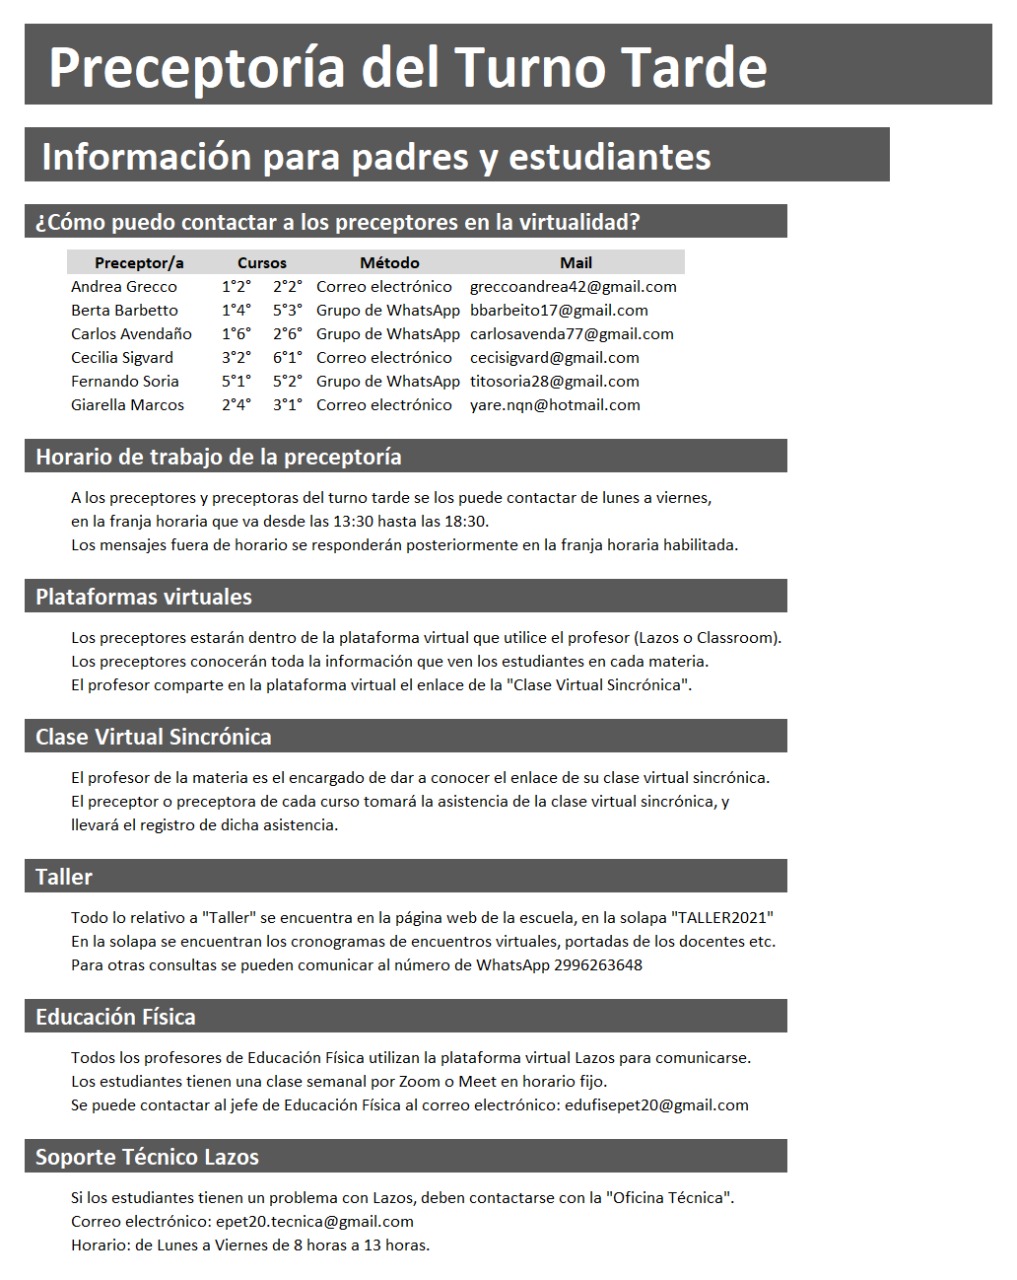 Preceptoría del Turno Tarde
Información para padres y estudiantes
¿Cómo puedo contactar a los preceptores en la virtualidad?
Preceptor/a Cursos Método Mail
Andrea Grecco 1°2° 2°2° Correo electrónico greccoandrea42@gmail.com
Berta Barbetto 1°4° 5°3° Grupo de WhatsApp bbarbeito17@gmail.com
Carlos Avendaño 1°6° 2°6° Grupo de WhatsApp carlosavenda77@gmail.com
Cecilia Sigvard 3°2° 6°1° Correo electrónico cecisigvard@gmail.com
Fernando Soria 5°1° 5°2° Grupo de WhatsApp titosoria28@gmail.com
Giarella Marcos 2°4° 3°1° Correo electrónico yare.nqn@hotmail.com
Horario de trabajo de la preceptoría
A los preceptores y preceptoras del turno tarde se los puede contactar de lunes a viernes,
en la franja horaria que va desde las 13:30 hasta las 18:30.
Los mensajes fuera de horario se responderán posteriormente en la franja horaria habilitada.
Plataformas virtuales
Los preceptores estarán dentro de la plataforma virtual que utilice el profesor (Lazos o Classroom).
Los preceptores conocerán toda la información que ven los estudiantes en cada materia.
El profesor comparte en la plataforma virtual el enlace de la "Clase Virtual Sincrónica".
Clase Virtual Sincrónica
El profesor de la materia es el encargado de dar a conocer el enlace de su clase virtual sincrónica.
El preceptor o preceptora de cada curso tomará la asistencia de la clase virtual sincrónica, y
llevará el registro de dicha asistencia.
Taller
Todo lo relativo a "Taller" se encuentra en la página web de la escuela, en la solapa "TALLER2021"
En la solapa se encuentran los cronogramas de encuentros virtuales, portadas de los docentes etc.
Para otras consultas se pueden comunicar al número de WhatsApp 2996263648
Educación Física
Todos los profesores de Educación Física utilizan la plataforma virtual Lazos para comunicarse.
Los estudiantes tienen una clase semanal por Zoom o Meet en horario fijo.
Se puede contactar al jefe de Educación Física al correo electrónico: edufisepet20@gmail.com
Soporte Técnico Lazos
Si los estudiantes tienen un problema con Lazos, deben contactarse con la "Oficina Técnica".
Correo electrónico: epet20.tecnica@gmail.com
Horario: de Lunes a Viernes de 8 horas a 13 horas.